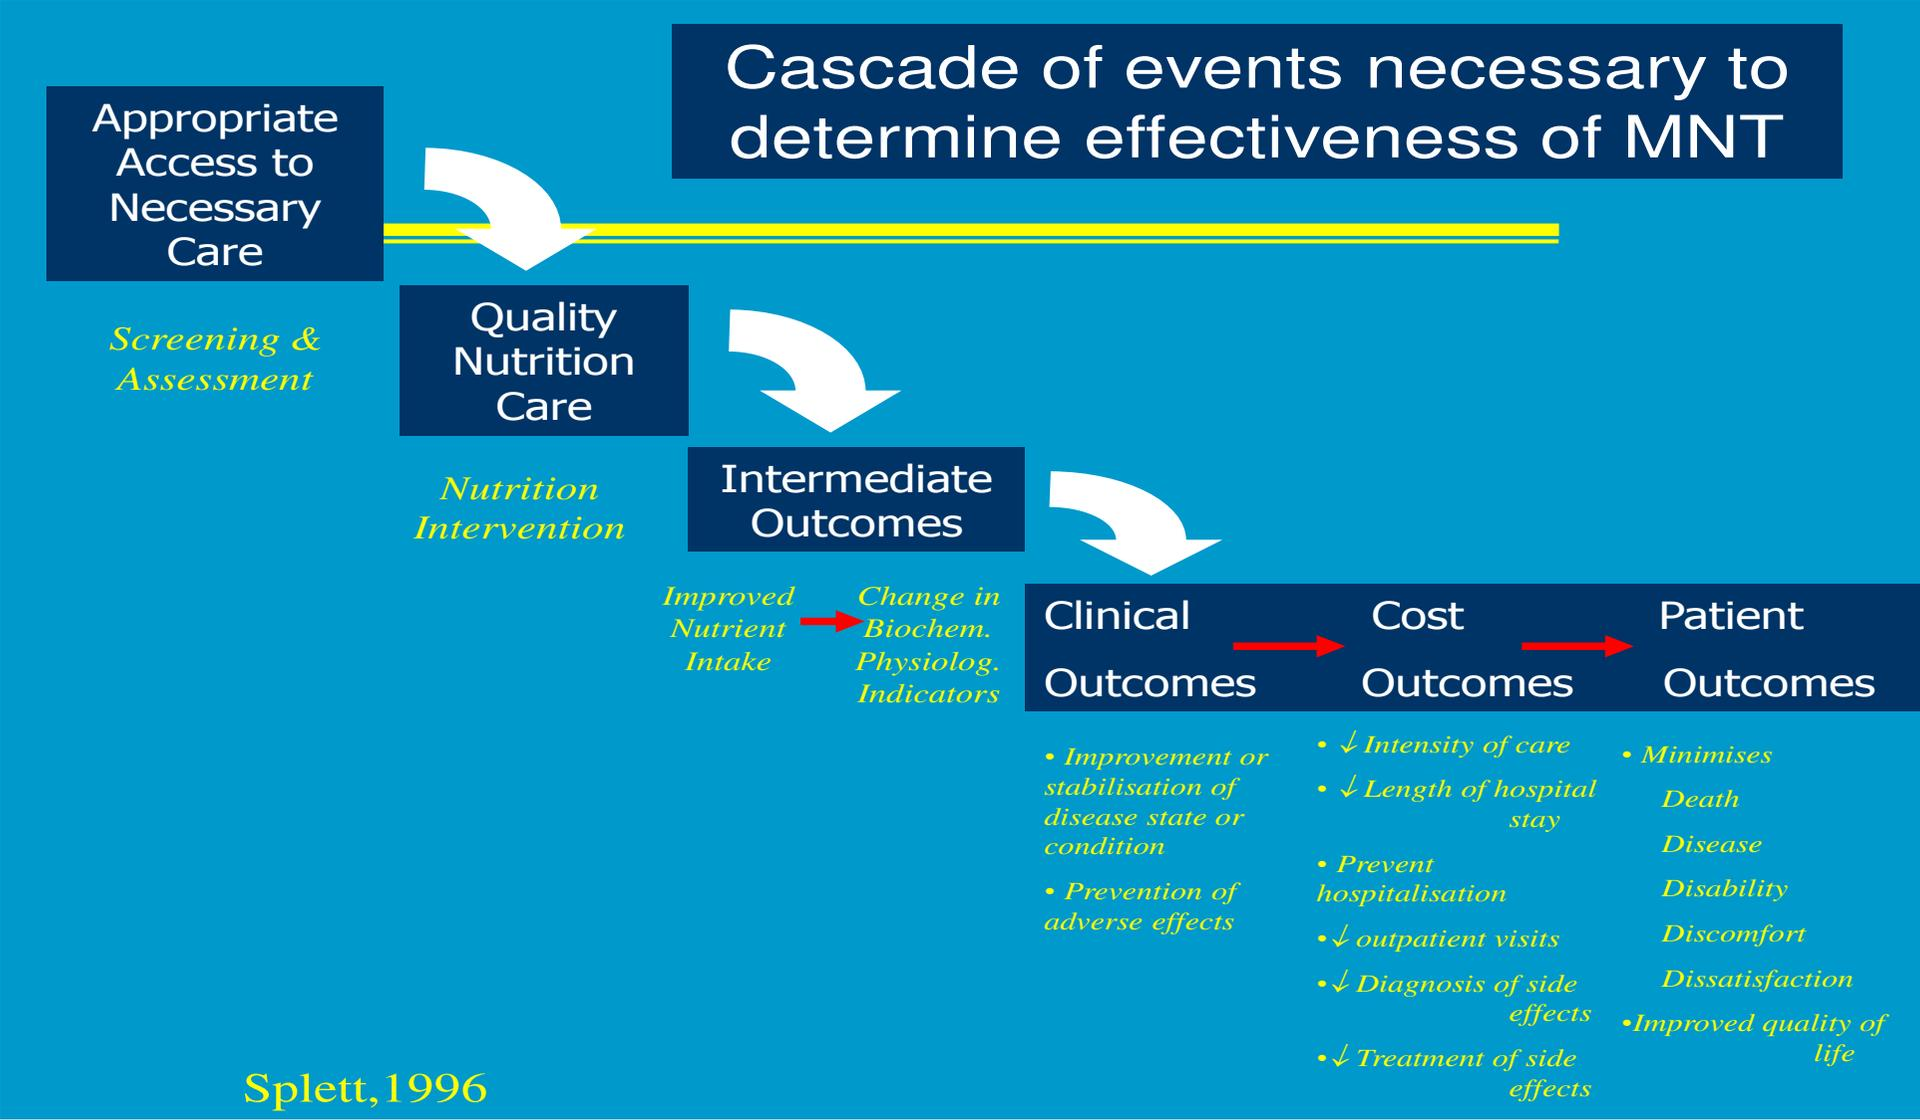 Cascade of events necessary to
determine effectiveness of MNT
Appropriate
Access to
Necessary
Care
Screening &
Assessment
Quality
Nutrition
Care
Nutrition
Intervention
Intermediate
Outcomes
Improved
Nutrient
Intake
Change in
Biochem.
Physiolog.
Indicators
Clinical
Outcomes
Cost
Outcomes
Patient
Outcomes
• Improvement or
stabilisation of
disease state or
condition
• Prevention of
adverse effects
• ↓ Intensity of care
• ↓ Length of hospital
stay
• Prevent
hospitalisation
•↓ outpatient visits
•↓ Diagnosis of side
effects
•↓ Treatment of side
effects
• Minimises
Death
Disease
Disability
Discomfort
Dissatisfaction
•Improved quality of
life
Splett,1996